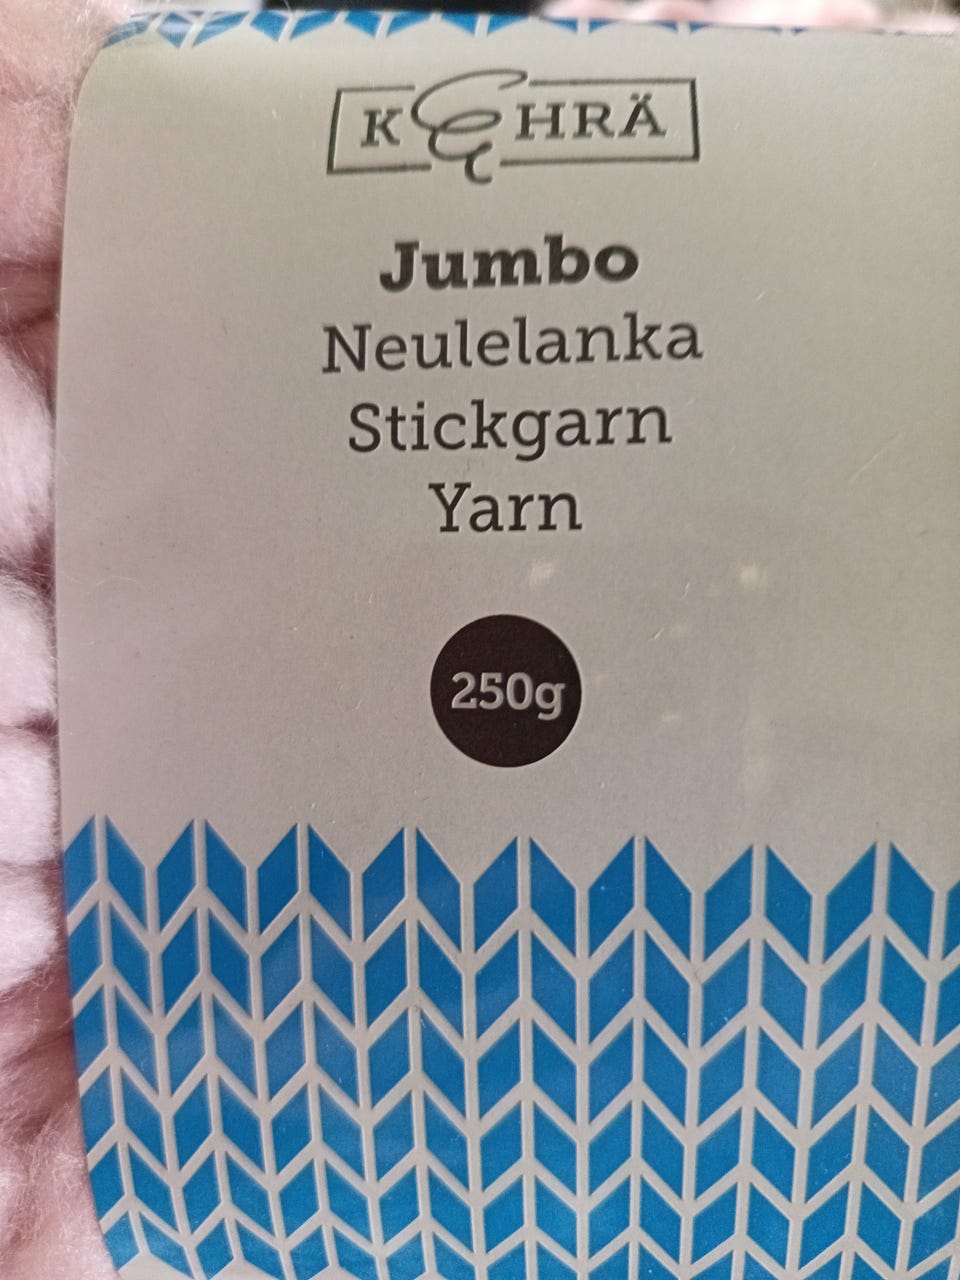 KEHRÄ
Jumbo
Neulelanka
Stickgarn
Yarn
250g